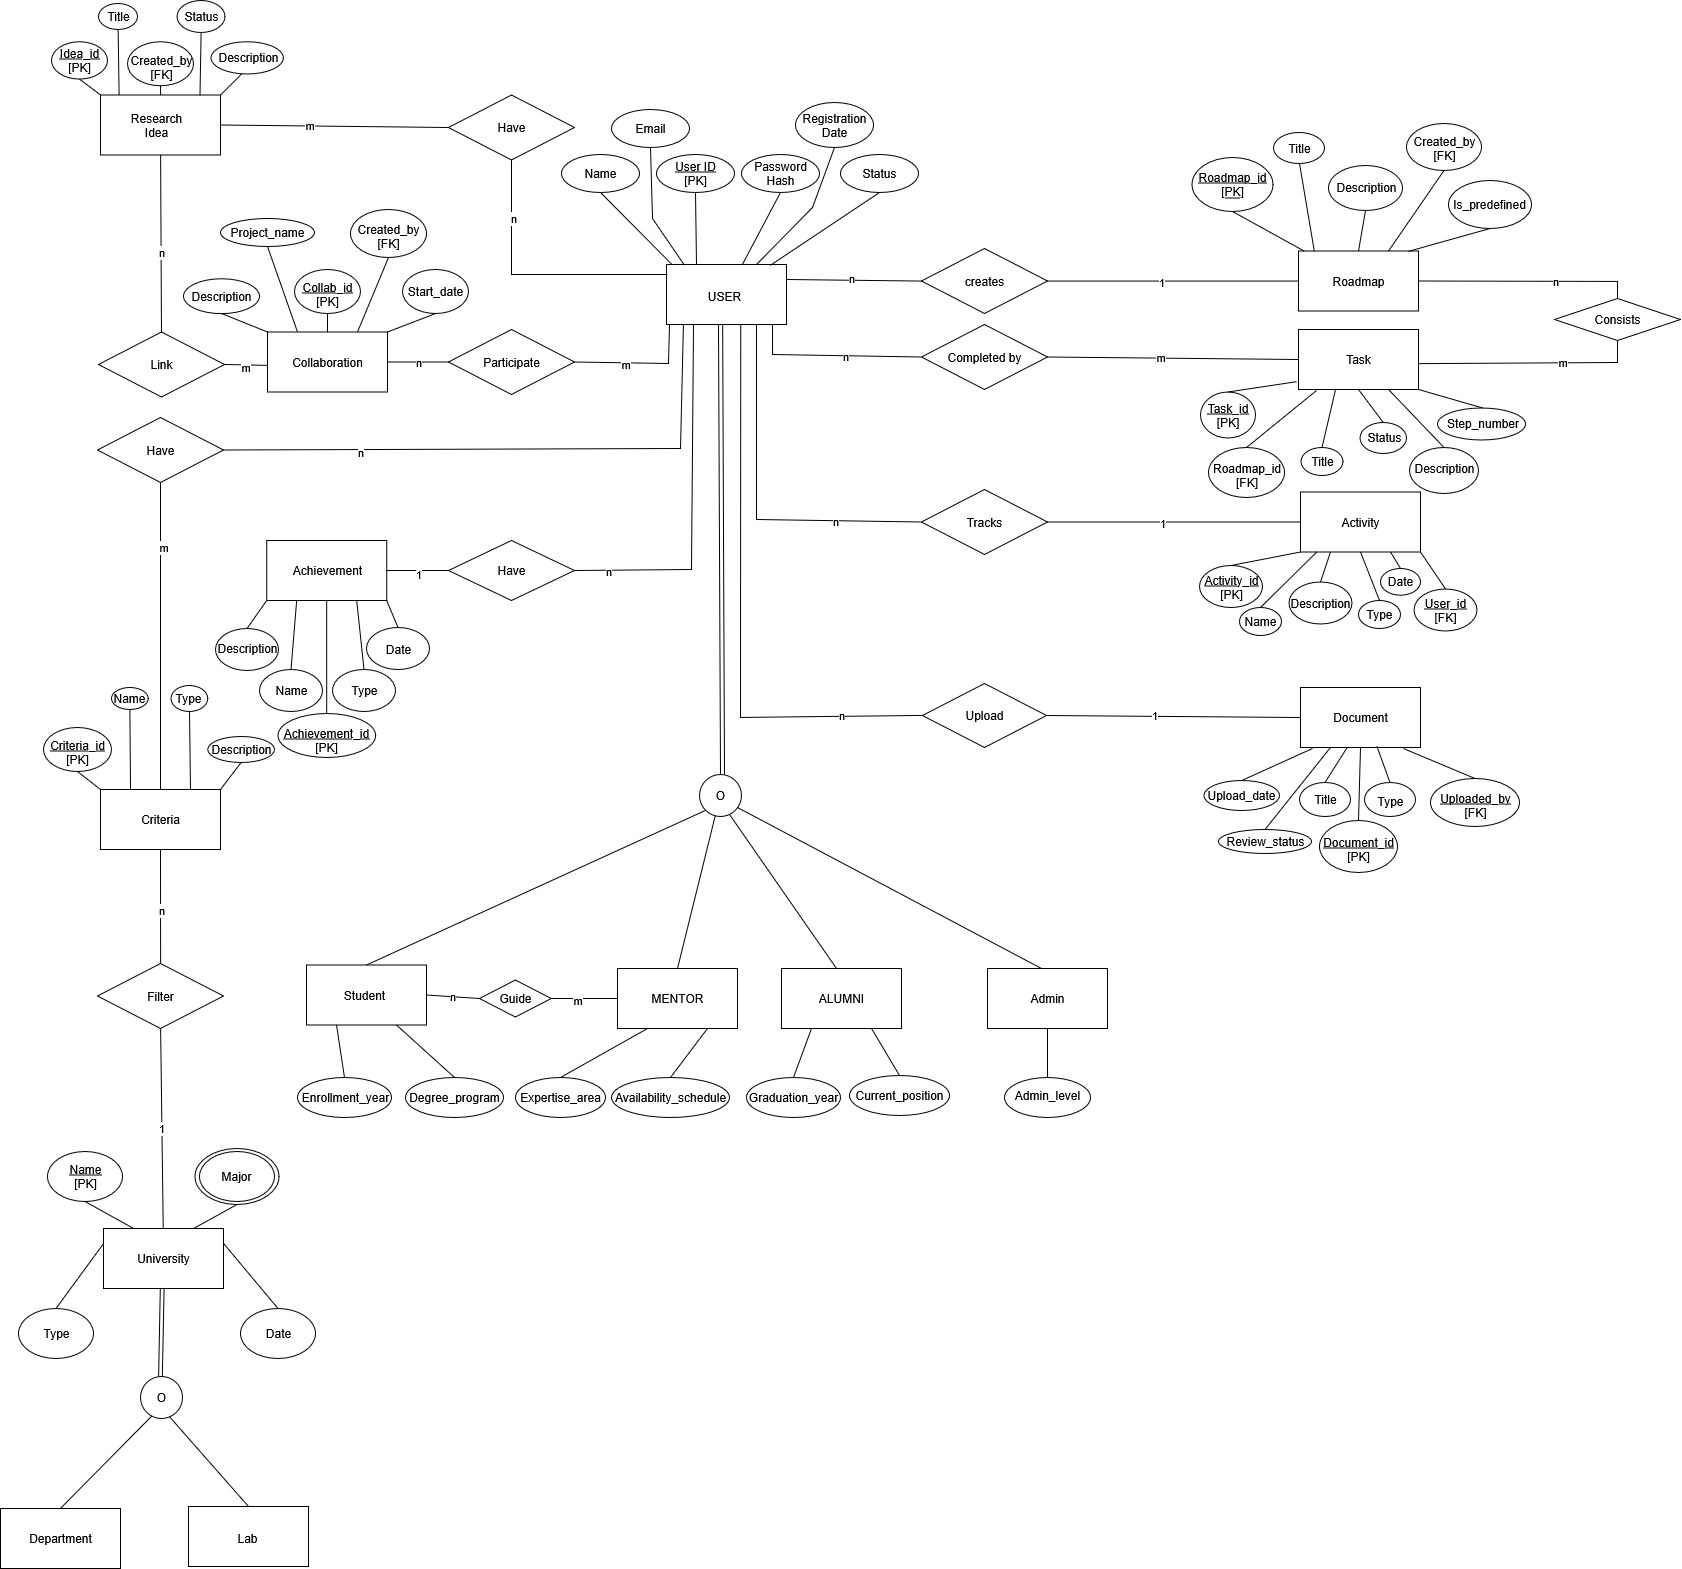 Title
Status
Idea_id
[PK]
Created_by
[FK]
Description
Research
Idea
m
Have
n
Email
Registration
Date
Name
User ID
[PK]
Password
Hash
Status
USER
Title
Created_by
[FK]
Roadmap_id
[PK]
Description
Is_predefined
Roadmap
n
creates
1
n
Consists
m
n
Project_name
Created_by
[FK]
Description
Collab_id
[PK]
Start_date
Collaboration
Link
m
n
Participate
m
n
Completed by
m
Task
Task_id
[PK]
Roadmap_id
[FK]
Title
Status
Description
Step_number
Have
n
m
Achievement
1
Have
n
Description
Name
Achievement_id
[PK]
Type
Date
n
Tracks
1
Activity
Activity_id
[PK]
Name
Description
Type
Date
User_id
[FK]
Name
Type
Criteria_id
[PK]
Description
Criteria
n
Upload
1
Document
Upload_date
Review_status
Title
Document_id
[PK]
Type
Uploaded_by
[FK]
O
n
Filter
1
Student
n
Guide
m
MENTOR
ALUMNI
Admin
Enrollment_year
Degree_program
Expertise_area
Availability_schedule
Graduation_year
Current_position
Admin_level
Name
[PK]
Major
University
Type
Date
O
Department
Lab